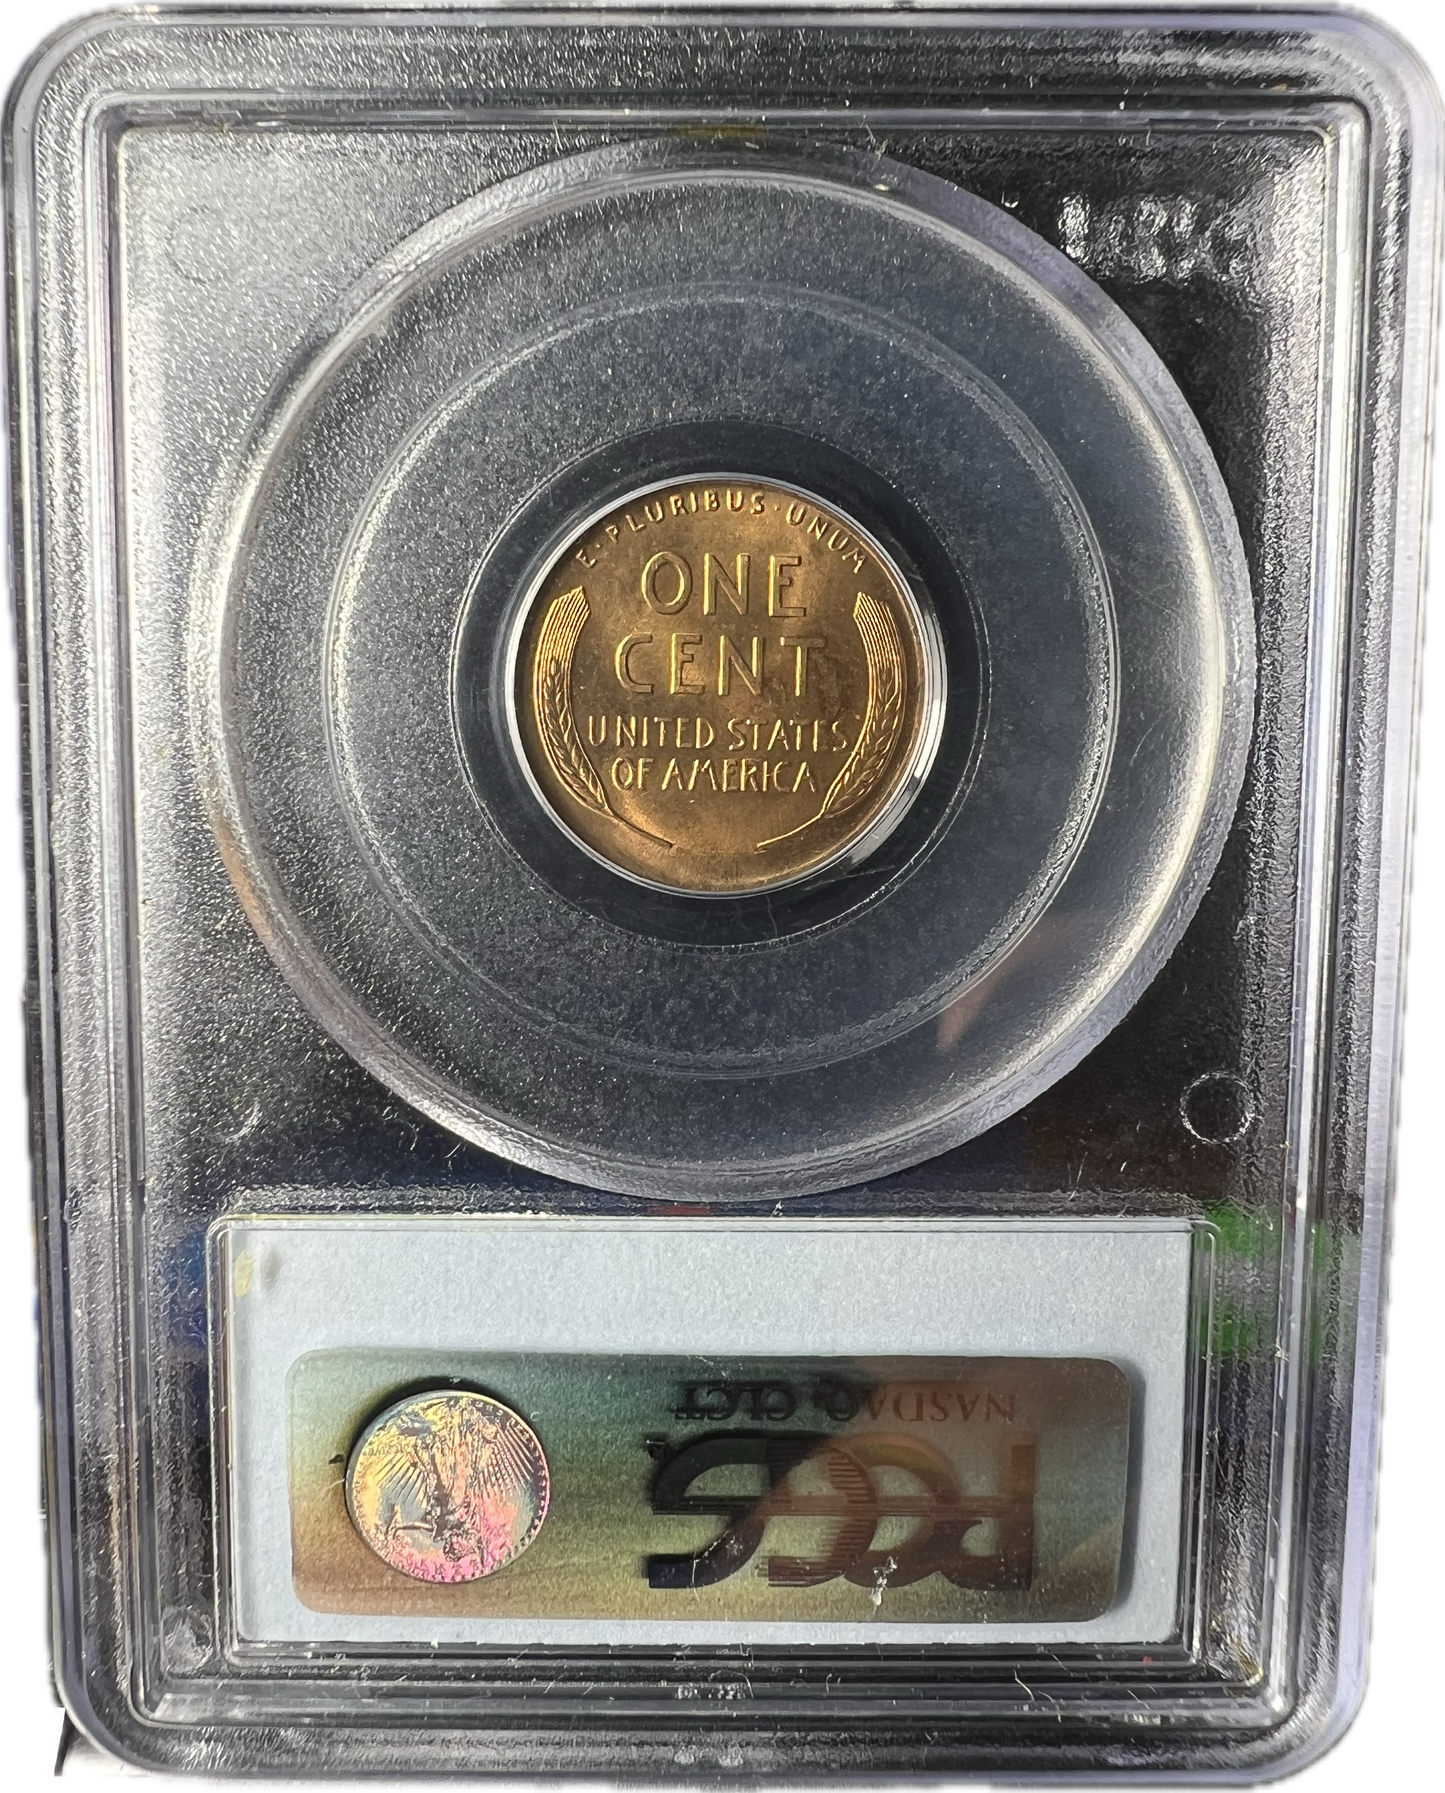 E·PLURIBUS·UNUM
ONE
CENT
UNITED STATES
OF AMERICA
PCGS
NASDAQ: CLCT